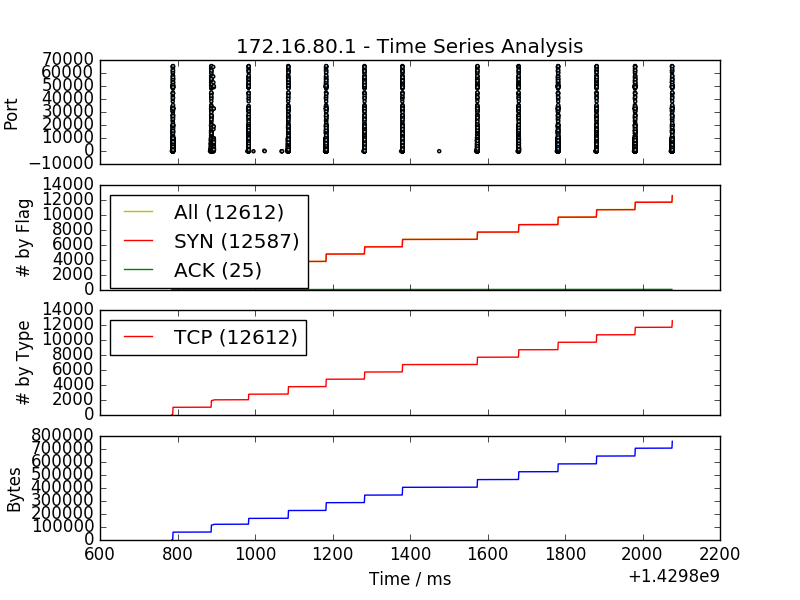 172.16.80.1 - Time Series Analysis
70000
60000
50000
40000
30000
20000
10000
0
−10000
Port
14000
12000
10000
8000
6000
4000
2000
0
# by Flag
All (12612)
SYN (12587)
ACK (25)
14000
12000
10000
8000
6000
4000
2000
0
# by Type
TCP (12612)
800000
700000
600000
500000
400000
300000
200000
100000
0
Bytes
600 800 1000 1200 1400 1600 1800 2000 2200
Time / ms
+1.4298e9